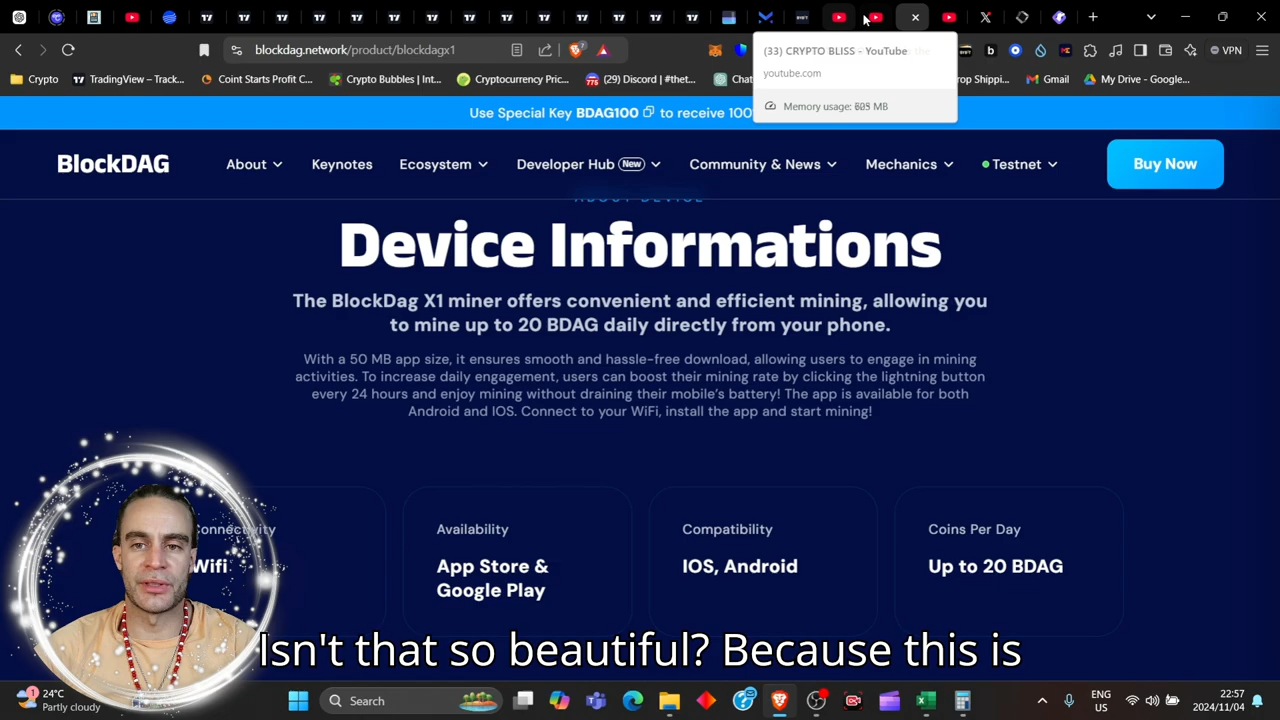 blockdag.network/product/blockdagx1
VPN
Crypto
TradingView – Track...
Coint Starts Profit C...
Crypto Bubbles | Int...
Cryptocurrency Pric...
(29) Discord | #thet...
Gmail
My Drive - Google...
(33) CRYPTO BLISS - YouTube
youtube.com
Memory usage:
MB
Use Special Key BDAG100 to receive 100
BlockDAG
About
Keynotes
Ecosystem
Developer Hub New
Community & News
Mechanics
Testnet
Buy Now
ABOUT DEVICE
Device Informations
The BlockDag X1 miner offers convenient and efficient mining, allowing you
to mine up to 20 BDAG daily directly from your phone.
With a 50 MB app size, it ensures smooth and hassle-free download, allowing users to engage in mining
activities. To increase daily engagement, users can boost their mining rate by clicking the lightning button
every 24 hours and enjoy mining without draining their mobile's battery! The app is available for both
Android and IOS. Connect to your WiFi, install the app and start mining!
Connectivity
Wifi
Availability
App Store &
Google Play
Compatibility
IOS, Android
Coins Per Day
Up to 20 BDAG
Isn't that so beautiful? Because this is
24°C
Partly cloudy
Search
ENG
WIFI
22:57
2024/11/04